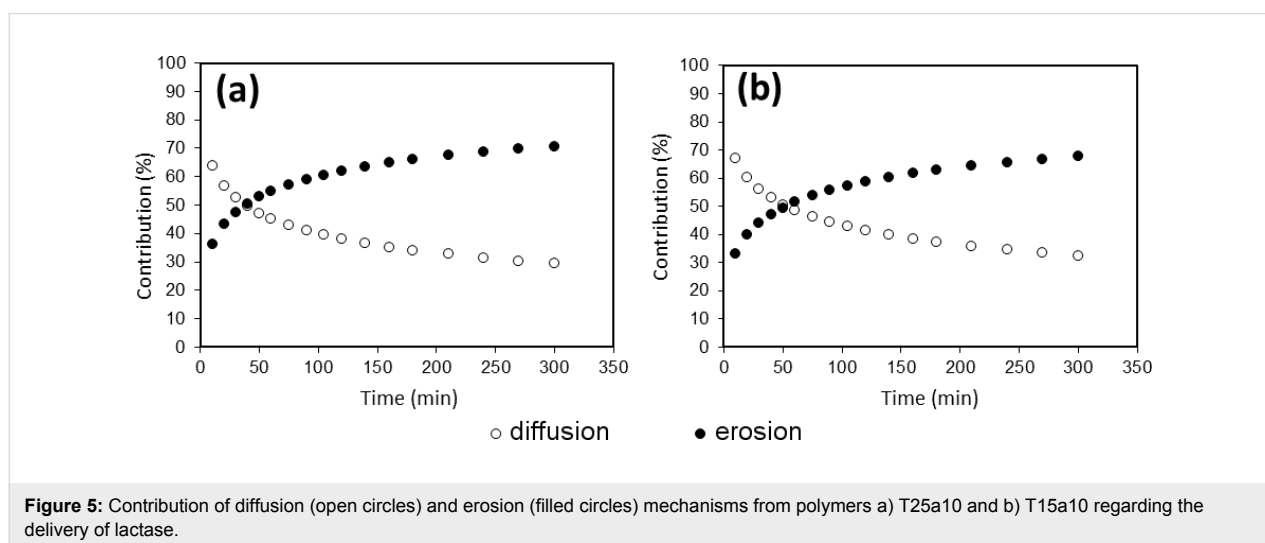 (a)
Contribution (%)
100
90
80
70
60
50
40
30
20
10
0
0 50 100 150 200 250 300 350
Time (min)
(b)
Contribution (%)
100
90
80
70
60
50
40
30
20
10
0
0 50 100 150 200 250 300 350
Time (min)
○ diffusion ● erosion
Figure 5: Contribution of diffusion (open circles) and erosion (filled circles) mechanisms from polymers a) T25a10 and b) T15a10 regarding the
delivery of lactase.